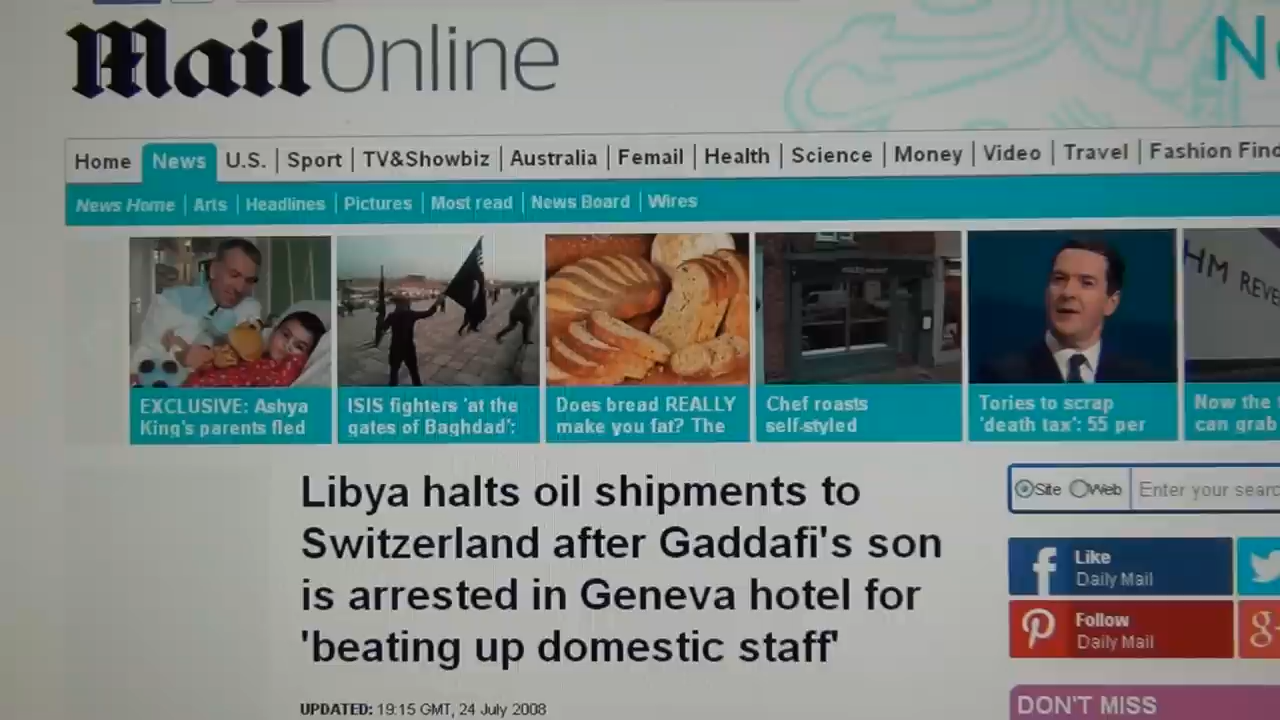 Mail Online
Home News U.S. Sport TV&Showbiz Australia Femail Health Science Money Video Travel Fashion
News Home Arts Headlines Pictures Most read News Board Wires
HM REVE
EXCLUSIVE: Ashya
King's parents fled
ISIS fighters 'at the
gates of Baghdad':
Does bread REALLY
make you fat? The
Chef roasts
self-styled
Tories to scrap
'death tax': 55 per
Now the
can grab
Libya halts oil shipments to
Switzerland after Gaddafi's son
is arrested in Geneva hotel for
'beating up domestic staff'
UPDATED: 19:15 GMT, 24 July 2008
Site Web Enter your searc
Like
Daily Mail
Follow
Daily Mail
DON'T MISS